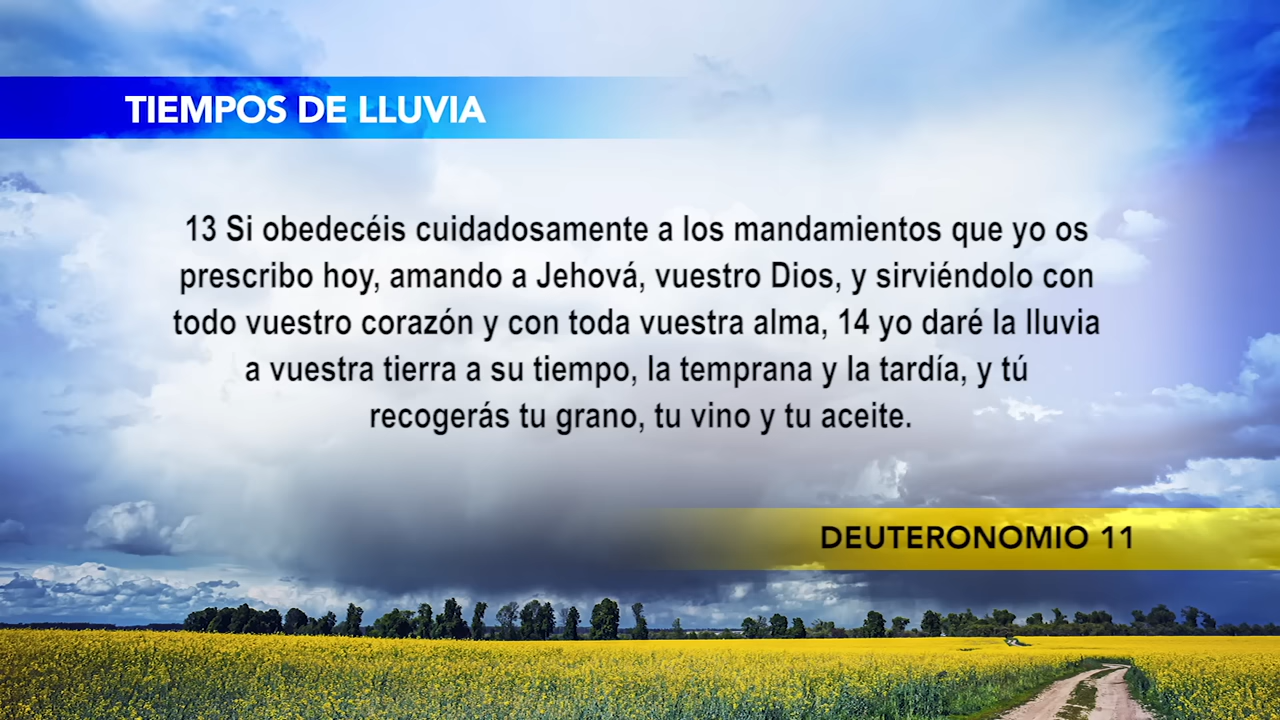 TIEMPOS DE LLUVIA
13 Si obedecéis cuidadosamente a los mandamientos que yo os
prescribo hoy, amando a Jehová, vuestro Dios, y sirviéndolo con
todo vuestro corazón y con toda vuestra alma, 14 yo daré la lluvia
a vuestra tierra a su tiempo, la temprana y la tardía, y tú
recogerás tu grano, tu vino y tu aceite.
DEUTERONOMIO 11